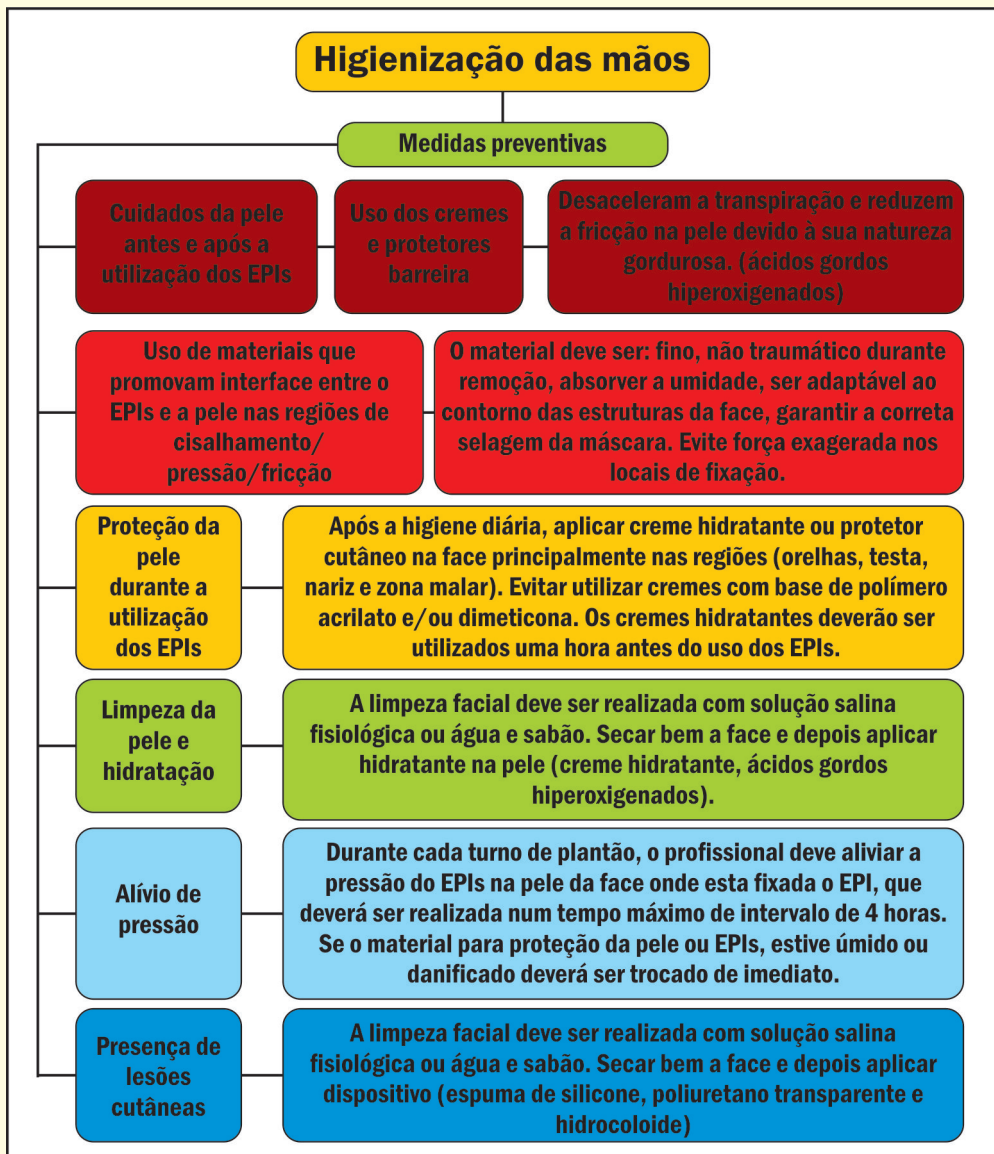 Higienização das mãos
Medidas preventivas
Cuidados da pele
antes e após a
utilização dos EPIs
Uso dos cremes
e protetores
barreira
Desaceleram a transpiração e reduzem
a fricção na pele devido à sua natureza
gordurosa. (ácidos gordos
hiperoxigenados)
Uso de materiais que
promovam interface entre o
EPIs e a pele nas regiões de
cisalhamento/
pressão/fricção
O material deve ser: fino, não traumático durante
remoção, absorver a umidade, ser adaptável ao
contorno das estruturas da face, garantir a correta
selagem da máscara. Evite força exagerada nos
locais de fixação.
Proteção da
pele
durante a
utilização
dos EPIs
Após a higiene diária, aplicar creme hidratante ou protetor
cutâneo na face principalmente nas regiões (orelhas, testa,
nariz e zona malar). Evitar utilizar cremes com base de polímero
acrilato e/ou dimeticona. Os cremes hidratantes deverão ser
utilizados uma hora antes do uso dos EPIs.
Limpeza da
pele e
hidratação
A limpeza facial deve ser realizada com solução salina
fisiológica ou água e sabão. Secar bem a face e depois aplicar
hidratante na pele (creme hidratante, ácidos gordos
hiperoxigenados).
Alívio de
pressão
Durante cada turno de plantão, o profissional deve aliviar a
pressão do EPIs na pele da face onde esta fixada o EPI, que
deverá ser realizada num tempo máximo de intervalo de 4 horas.
Se o material para proteção da pele ou EPIs, estive úmido ou
danificado deverá ser trocado de imediato.
Presença de
lesões
cutâneas
A limpeza facial deve ser realizada com solução salina
fisiológica ou água e sabão. Secar bem a face e depois aplicar
dispositivo (espuma de silicone, poliuretano transparente e
hidrocoloide)